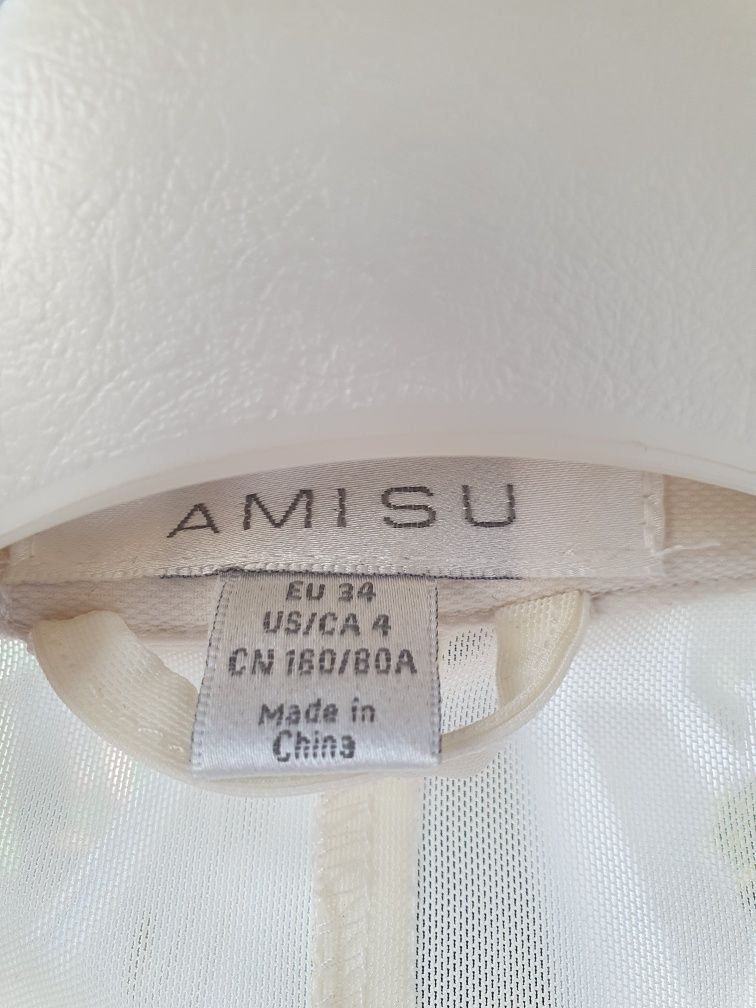 AMISU
EU 34
US/CA 4
CN 160/80A
Made in
China